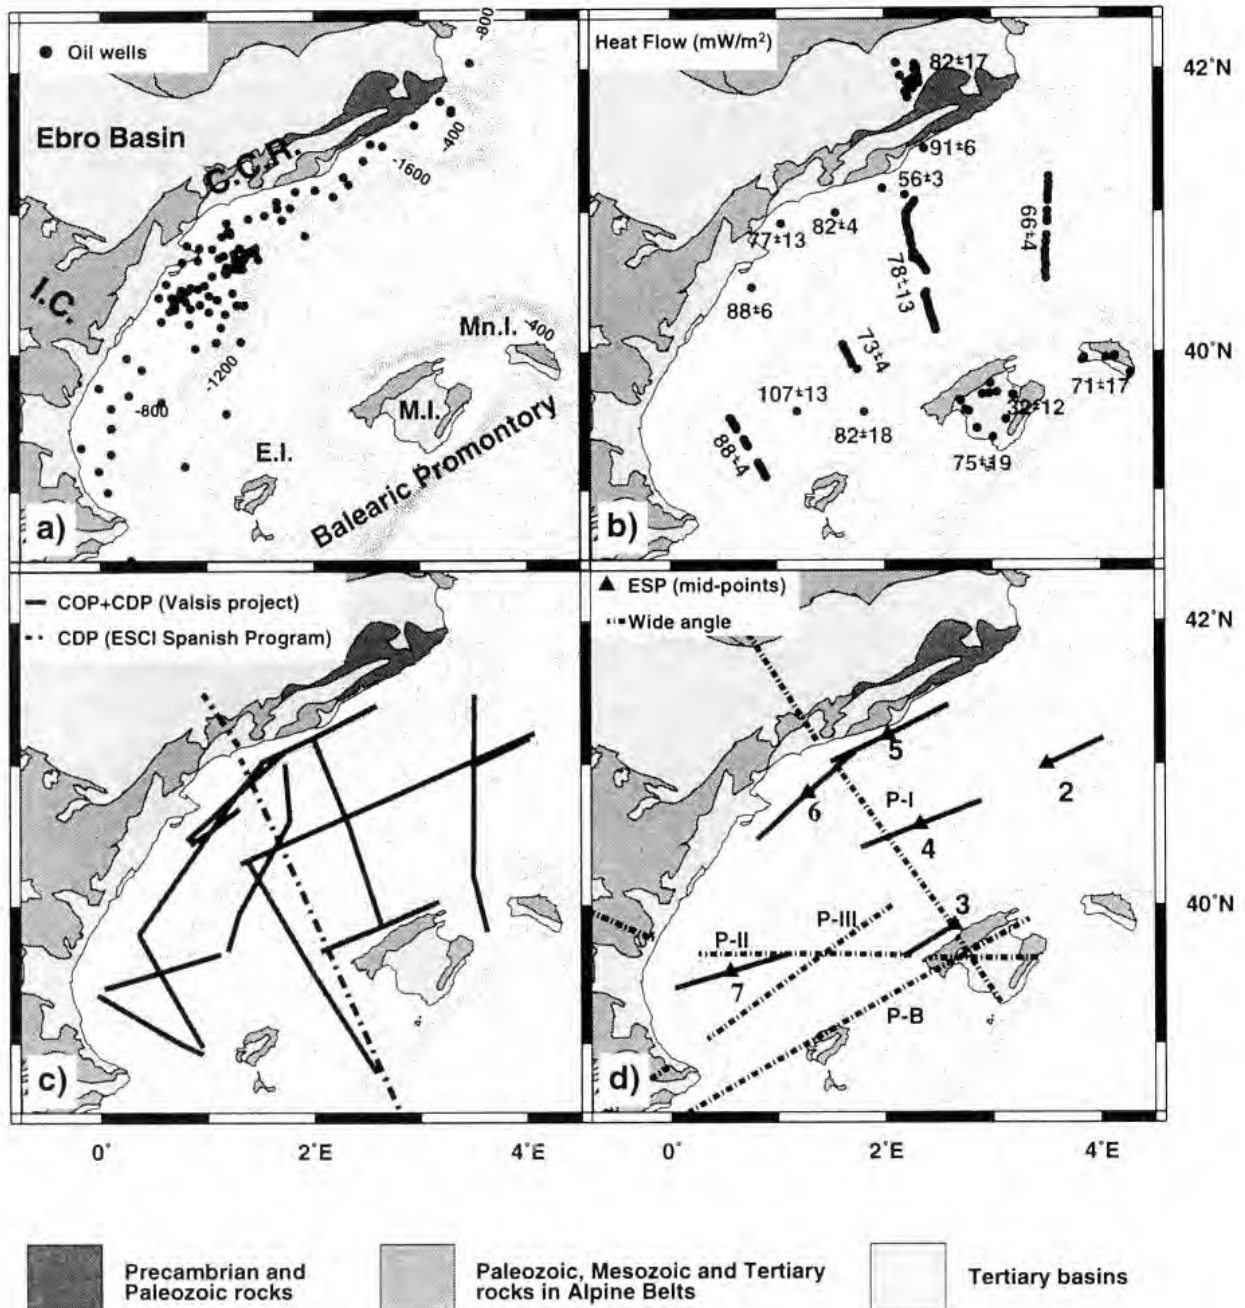 Oil wells
-800
Ebro Basin
C.C.R.
-400
-1600
I.C.
Mn.I.
-400
-1200
-800
M.I.
E.I.
Balearic Promontory
a)
Heat Flow (mW/m²)
82±17
42°N
91±6
56±3
66±4
82±4
77±13
78±13
88±6
73±4
40°N
71±17
107±13
32±12
82±18
88±4
75±19
b)
COP+CDP (Valsis project)
CDP (ESCI Spanish Program)
c)
ESP (mid-points)
Wide angle
42°N
5
2
6
P-I
4
3
40°N
P-III
P-II
7
P-B
d)
0°
2°E
4°E
0°
2°E
4°E
Precambrian and
Paleozoic rocks
Paleozoic, Mesozoic and Tertiary
rocks in Alpine Belts
Tertiary basins